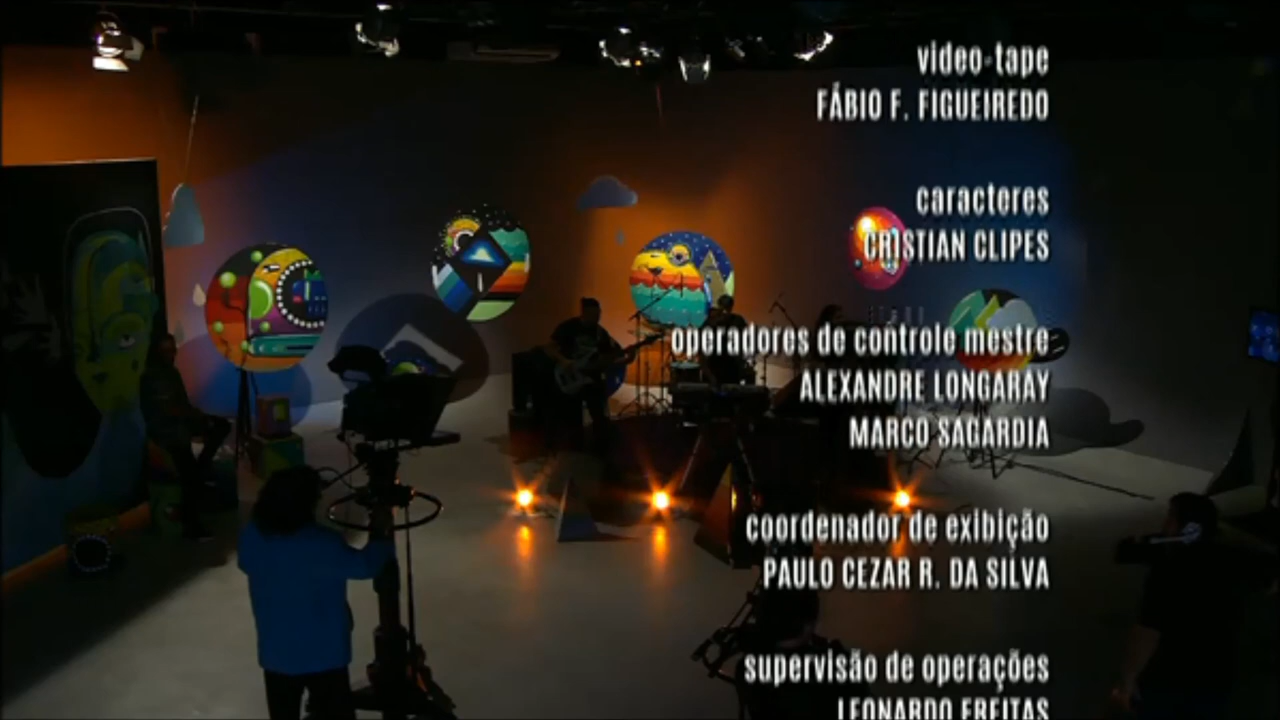 video-tape
FÁBIO F. FIGUEIREDO
caracteres
CRISTIAN CLIPES
operadores de controle mestre
ALEXANDRE LONGARAY
MARCO SAGARDIA
coordenador de exibição
PAULO CEZAR R. DA SILVA
supervisão de operações
LEONARDO FREITAS